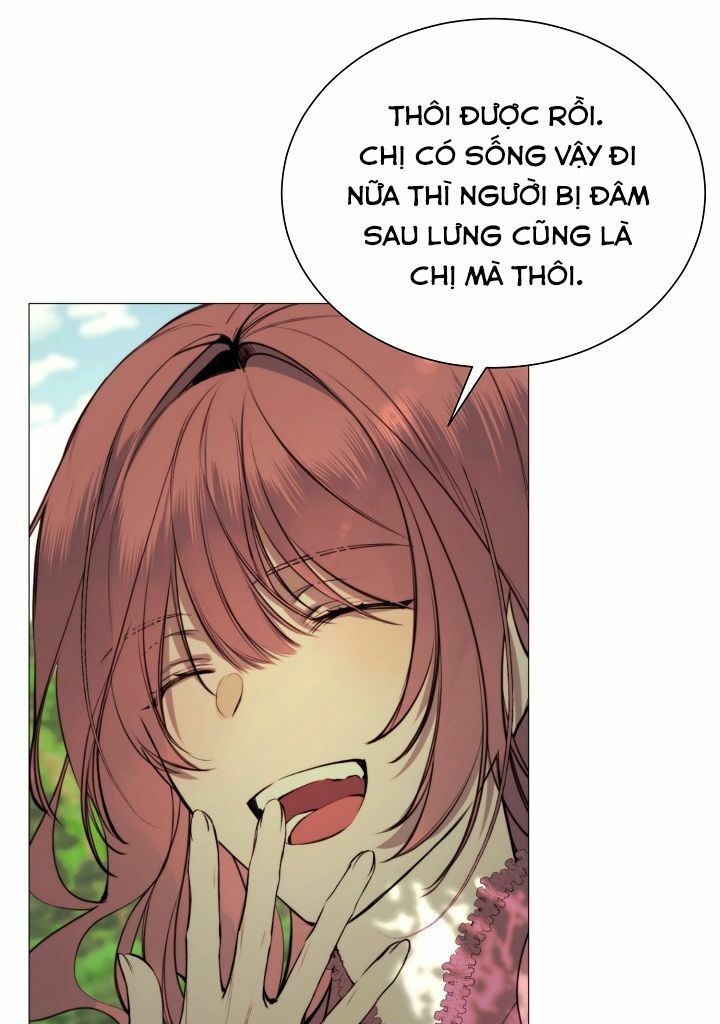 THÔI ĐƯỢC RỒI.
CHỊ CÓ SỐNG VẬY ĐI
NỮA THÌ NGƯỜI BỊ ĐÂM
SAU LƯNG CŨNG LÀ
CHỊ MÀ THÔI.